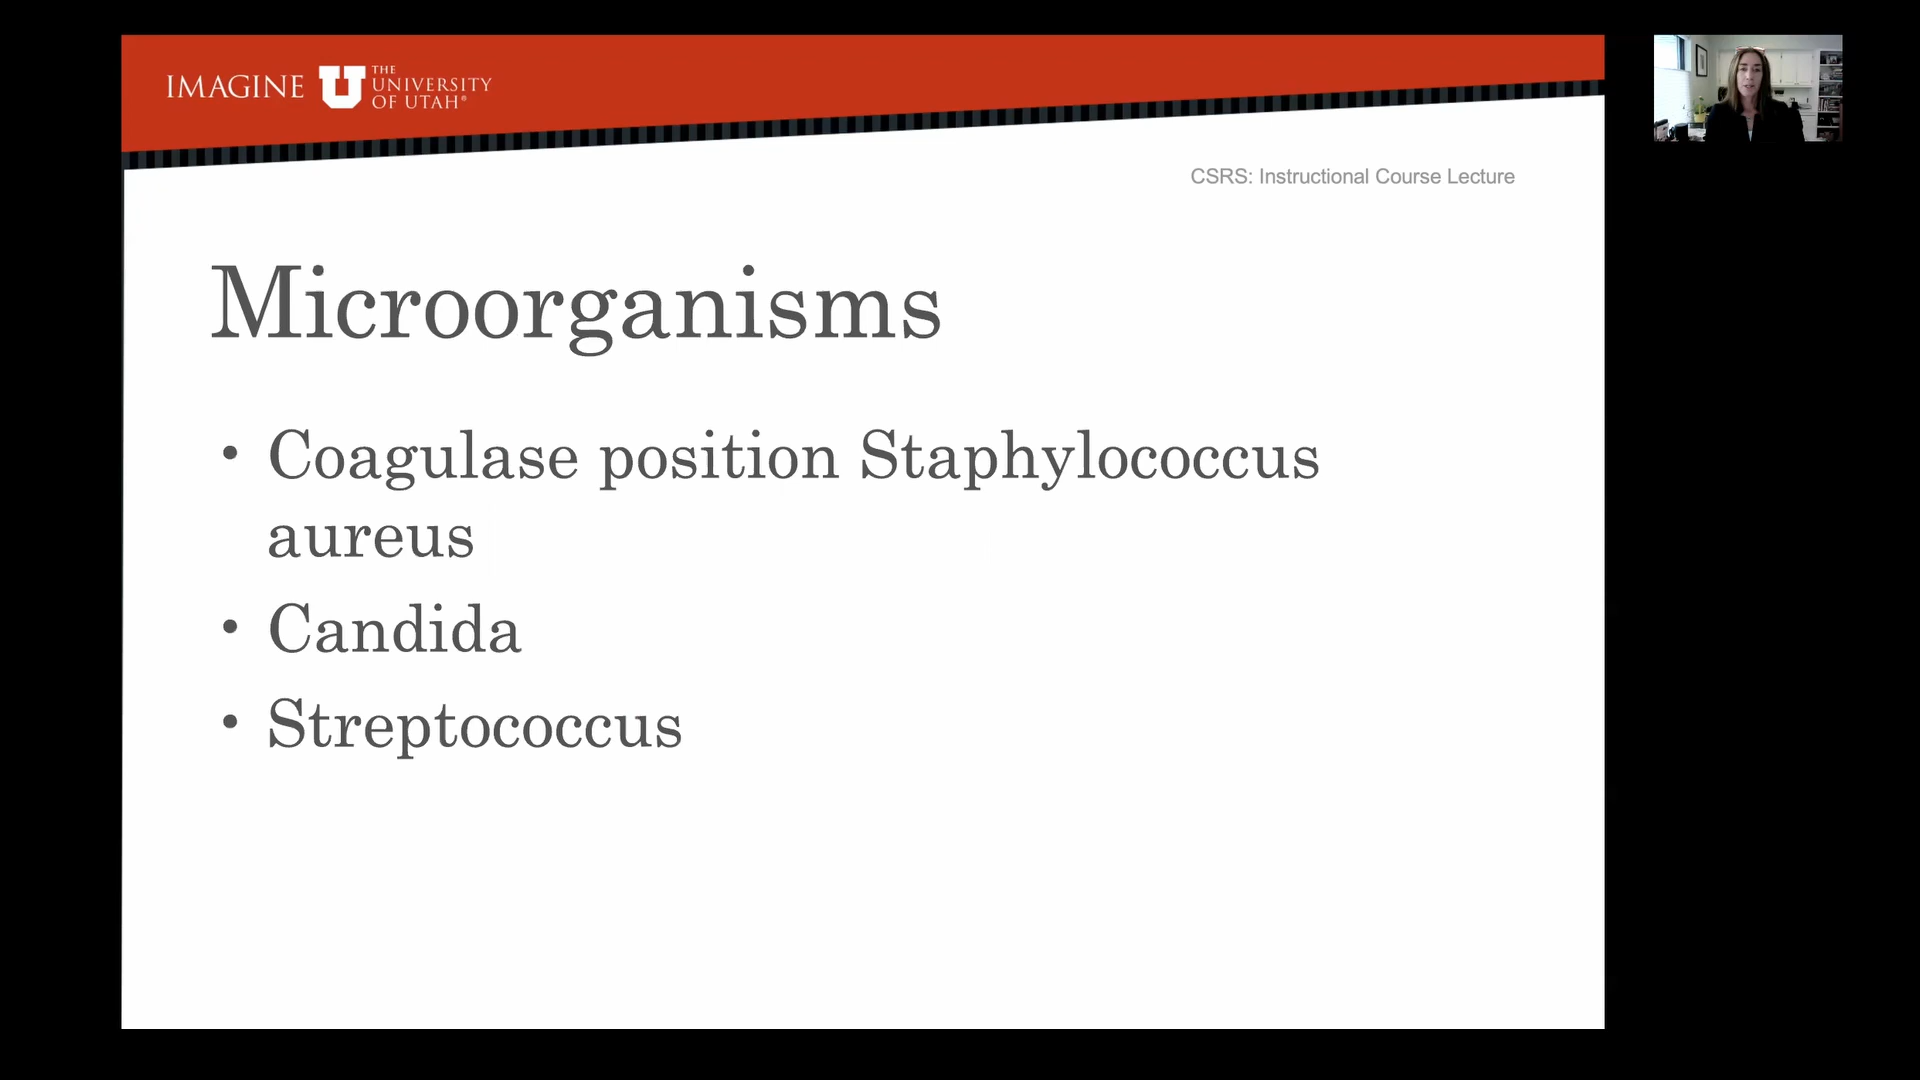 IMAGINE U THE UNIVERSITY OF UTAH®
CSRS: Instructional Course Lecture
Microorganisms
• Coagulase position Staphylococcus
aureus
• Candida
• Streptococcus